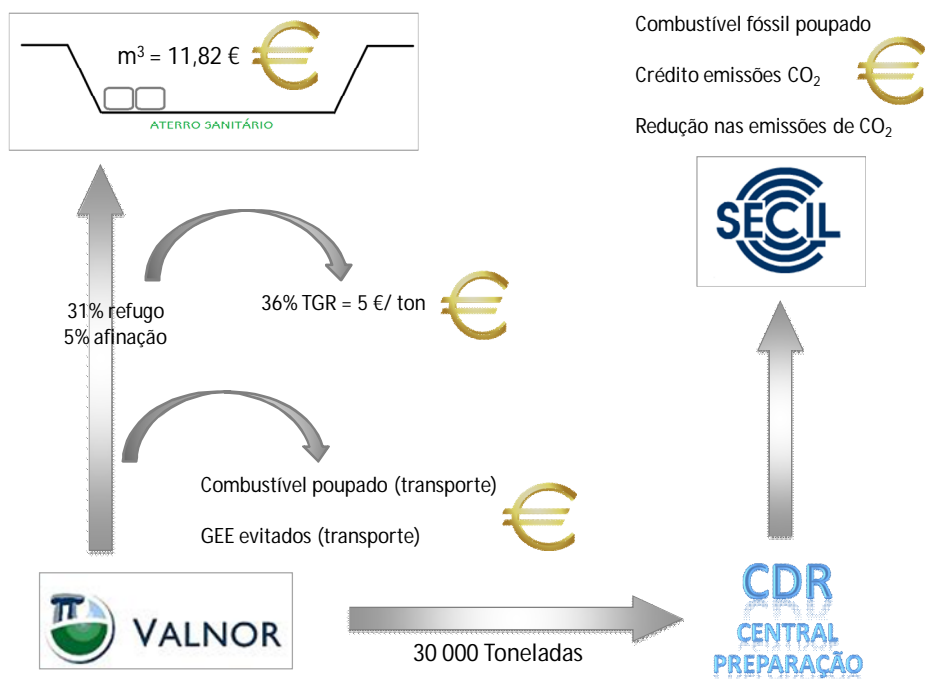 m³ = 11,82 €
ATERRO SANITÁRIO
Combustível fóssil poupado
Crédito emissões CO₂
Redução nas emissões de CO₂
SECIL
31% refugo
5% afinação
36% TGR = 5 €/ ton
Combustível poupado (transporte)
GEE evitados (transporte)
VALNOR
30 000 Toneladas
CDR
CENTRAL
PREPARAÇÃO